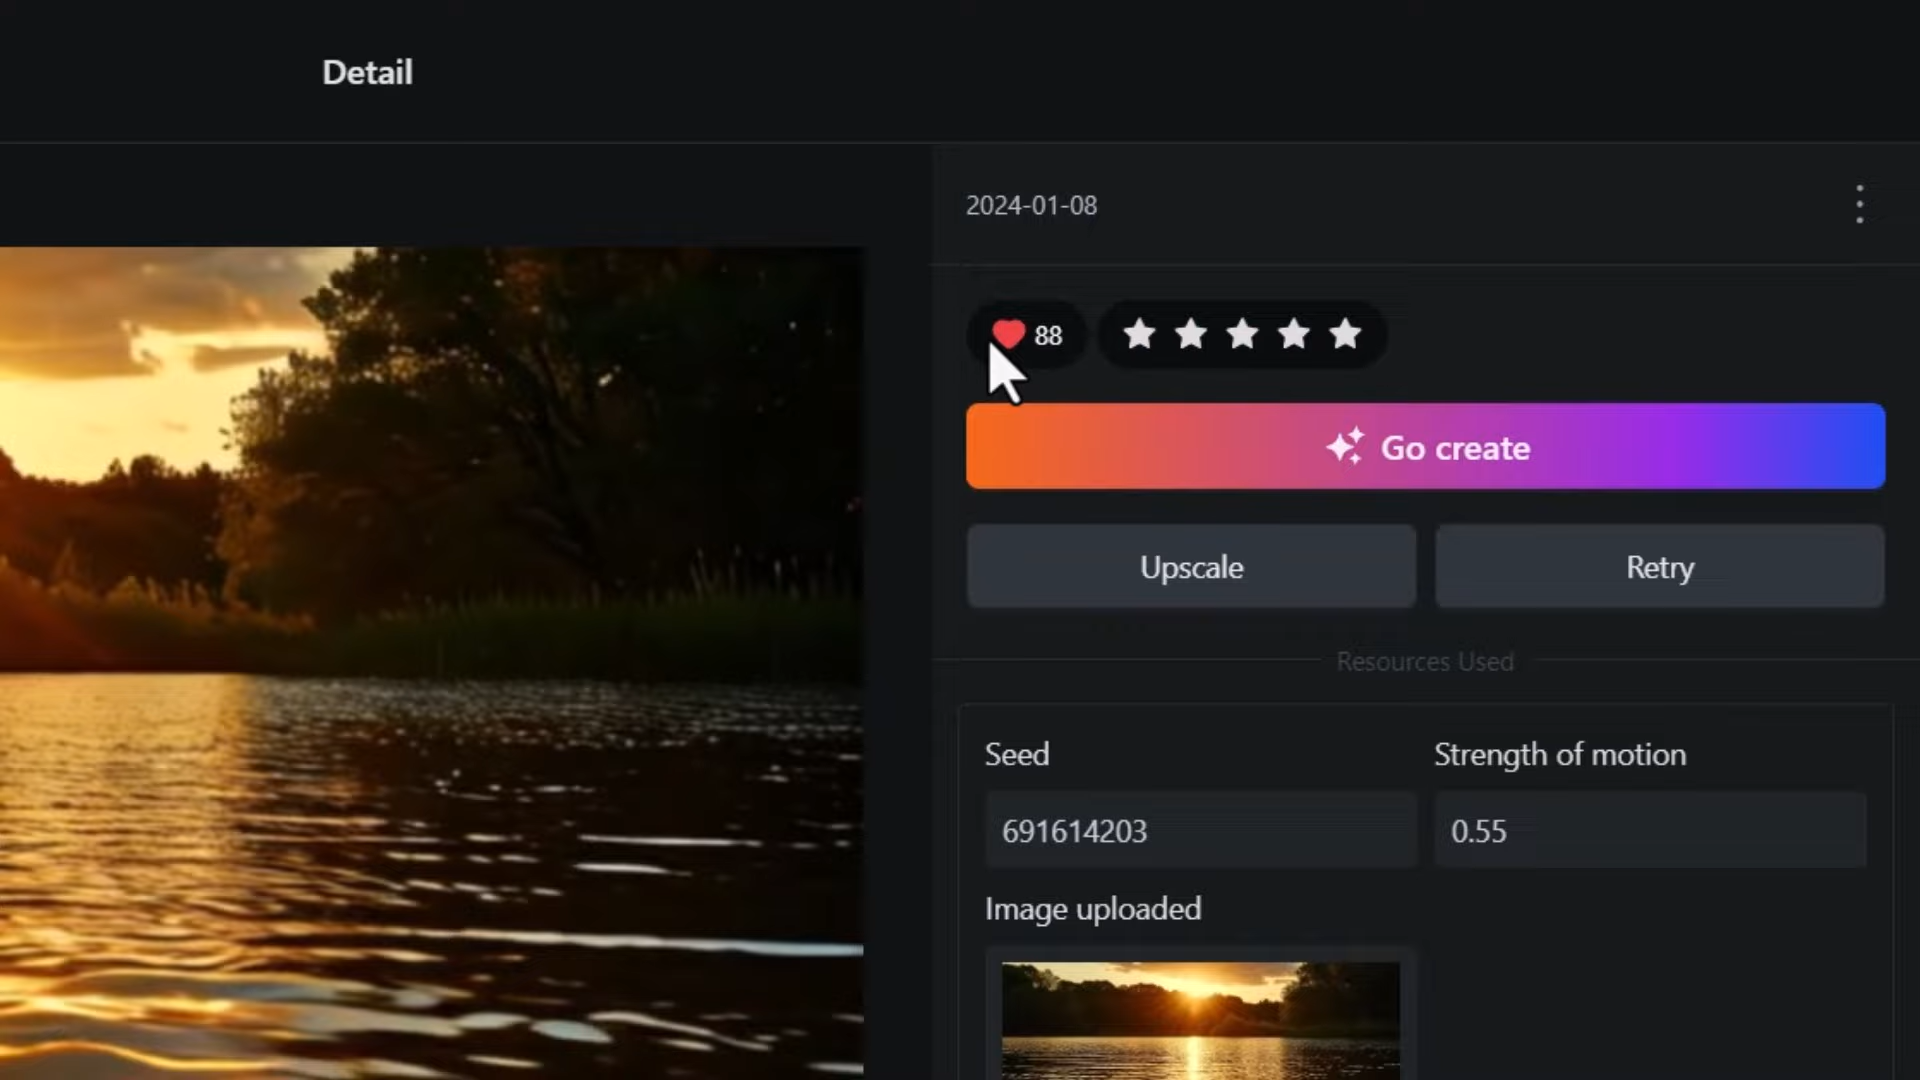 Detail
2024-01-08
88
Go create
Upscale
Retry
Resources Used
Seed
Strength of motion
691614203
0.55
Image uploaded